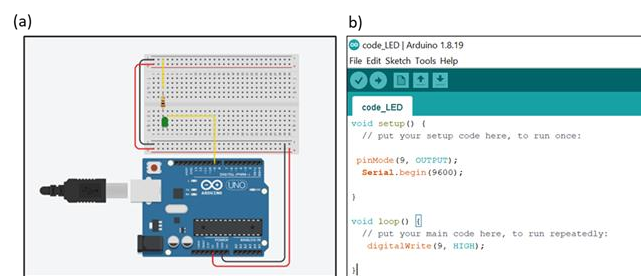 (a)
b)
code_LED | Arduino 1.8.19
File Edit Sketch Tools Help
code_LED
void setup() {
// put your setup code here, to run once:
pinMode(9, OUTPUT);
Serial.begin(9600);
}
void loop() {
// put your main code here, to run repeatedly:
digitalWrite(9, HIGH);
}
ARDUINO
UNO